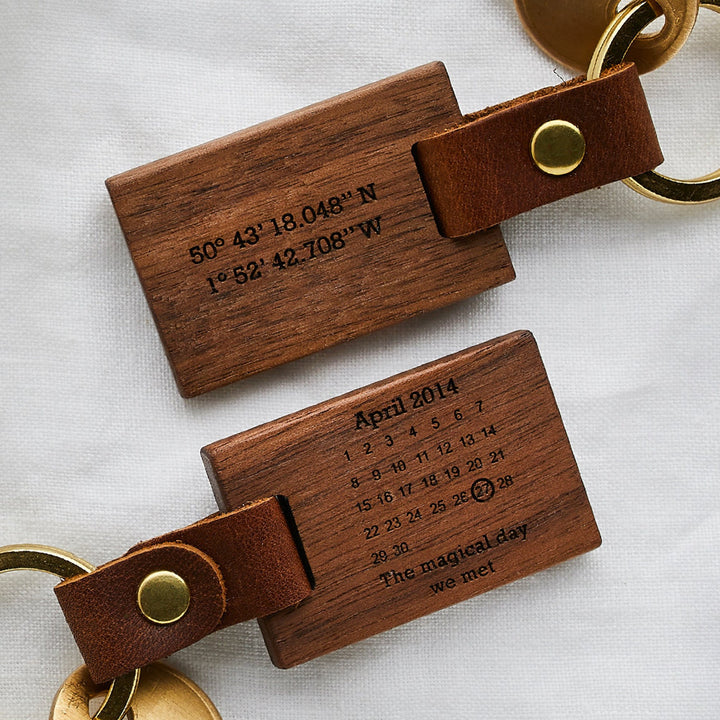 50° 43’ 18.048” N
1° 52’ 42.708” W
April 2014
1 2 3 4 5 6 7
8 9 10 11 12 13 14
15 16 17 18 19 20 21
22 23 24 25 26 27 28
29 30
The magical day
we met